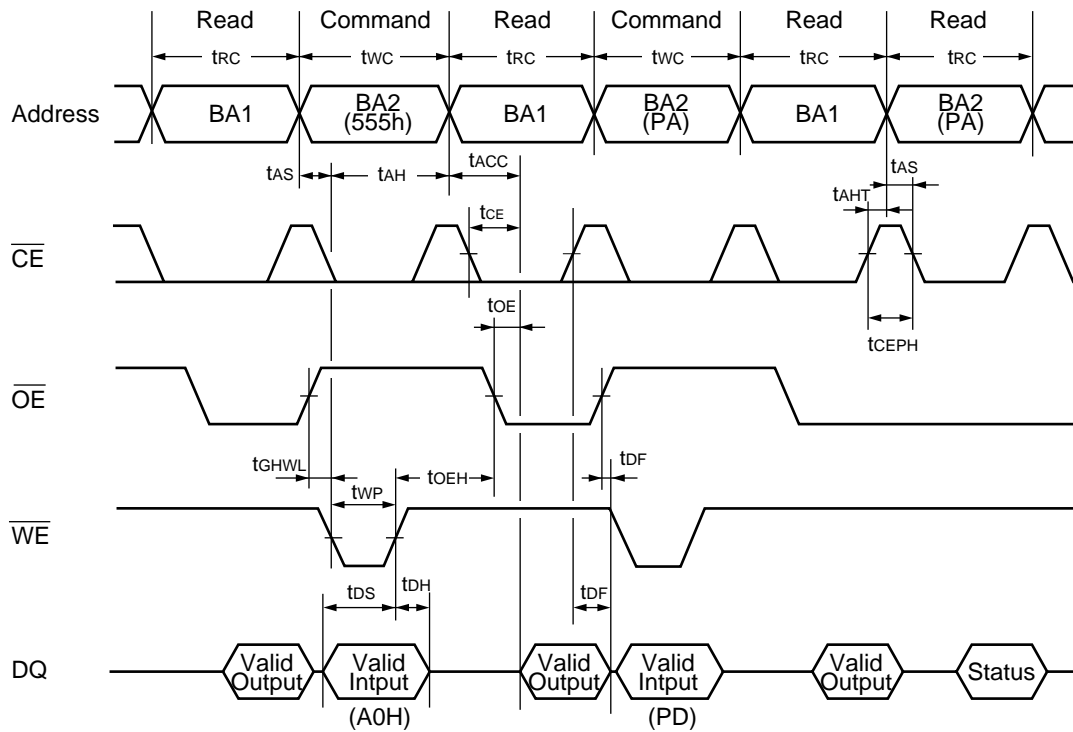 Read Command Read Command Read Read
tRC tWC tRC tWC tRC tRC
Address BA1 BA2 (555h) BA1 BA2 (PA) BA1 BA2 (PA)
tAS tAH tACC tAS
tAHT
tCE
CE
tOE
tCEPH
OE
tGHWL tOEH tDF
tWP
WE
tDS tDH tDF
DQ Valid Output Valid Intput Valid Output Valid Intput Valid Output Status
(A0H) (PD)